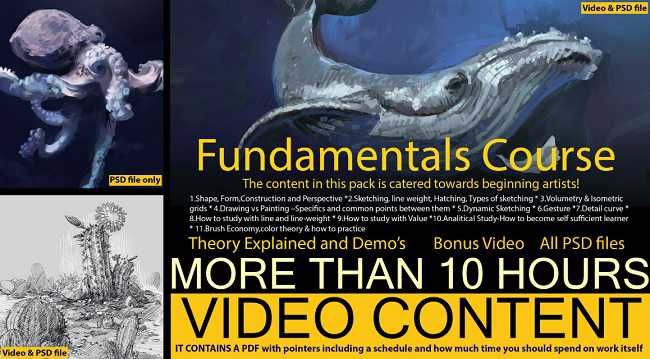 Video & PSD file
PSD file only
Fundamentals Course
The content in this pack is catered towards beginning artists!
1.Shape, Form,Construction and Perspective *2.Sketching, line weight, Hatching, Types of sketching * 3.Volumetry & Isometric
grids * 4.Drawing vs Painting –Specifics and common points between them * 5.Dynamic Sketching * 6.Gesture *7.Detail curve *
8.How to study with line and line-weight * 9.How to study with Value *10.Analitical Study-How to become self sufficient learner
* 11.Brush Economy,color theory & how to practice
Theory Explained and Demo's Bonus Video All PSD files
MORE THAN 10 HOURS
VIDEO CONTENT
Video & PSD file
IT CONTAINS A PDF with pointers including a schedule and how much time you should spend on work itself